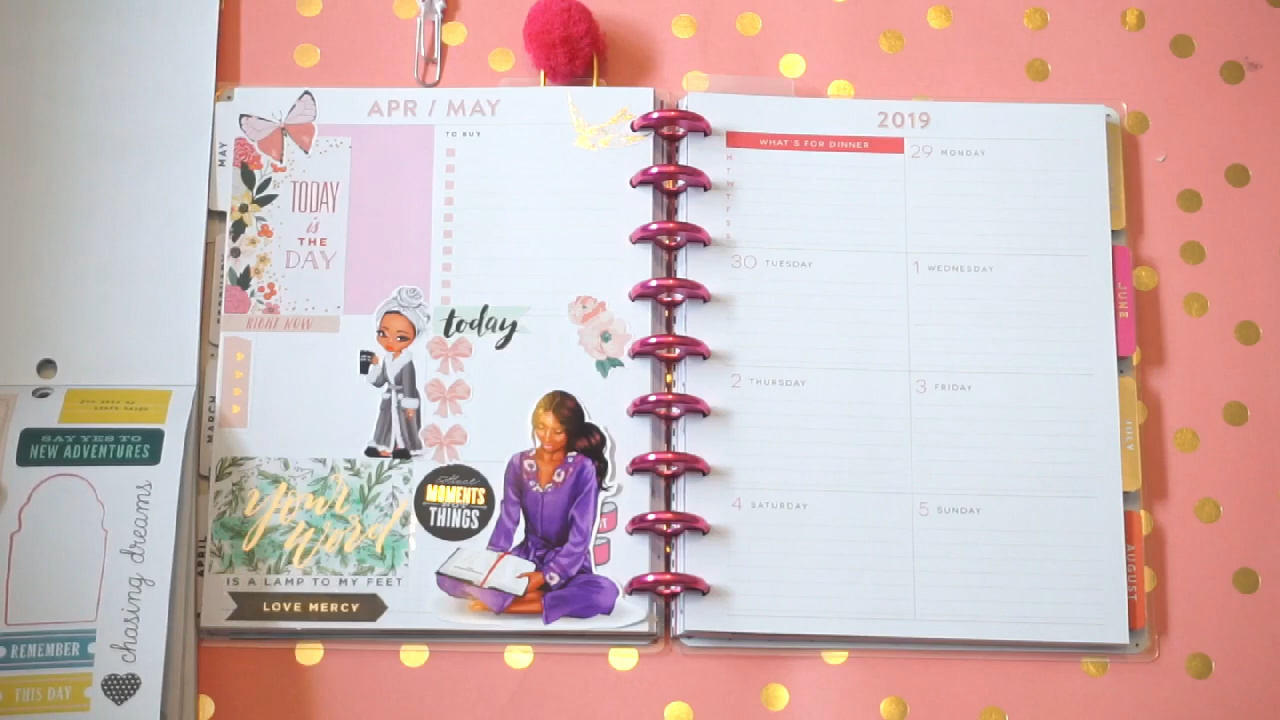 APR / MAY
MAY
TO BUY
TODAY
is
THE
DAY
RIGHT NOW
today
MARCH
APRIL
Your
Word
IS A LAMP TO MY FEET
LOVE MERCY
Collect
MOMENTS
NOT
THINGS
SAY YES TO
NEW ADVENTURES
chasing dreams
REMEMBER
THIS DAY
2019
WHAT'S FOR DINNER
M
T
W
T
F
S
S
29 MONDAY
30 TUESDAY
1 WEDNESDAY
2 THURSDAY
3 FRIDAY
4 SATURDAY
5 SUNDAY
JUNE
JULY
AUGUST